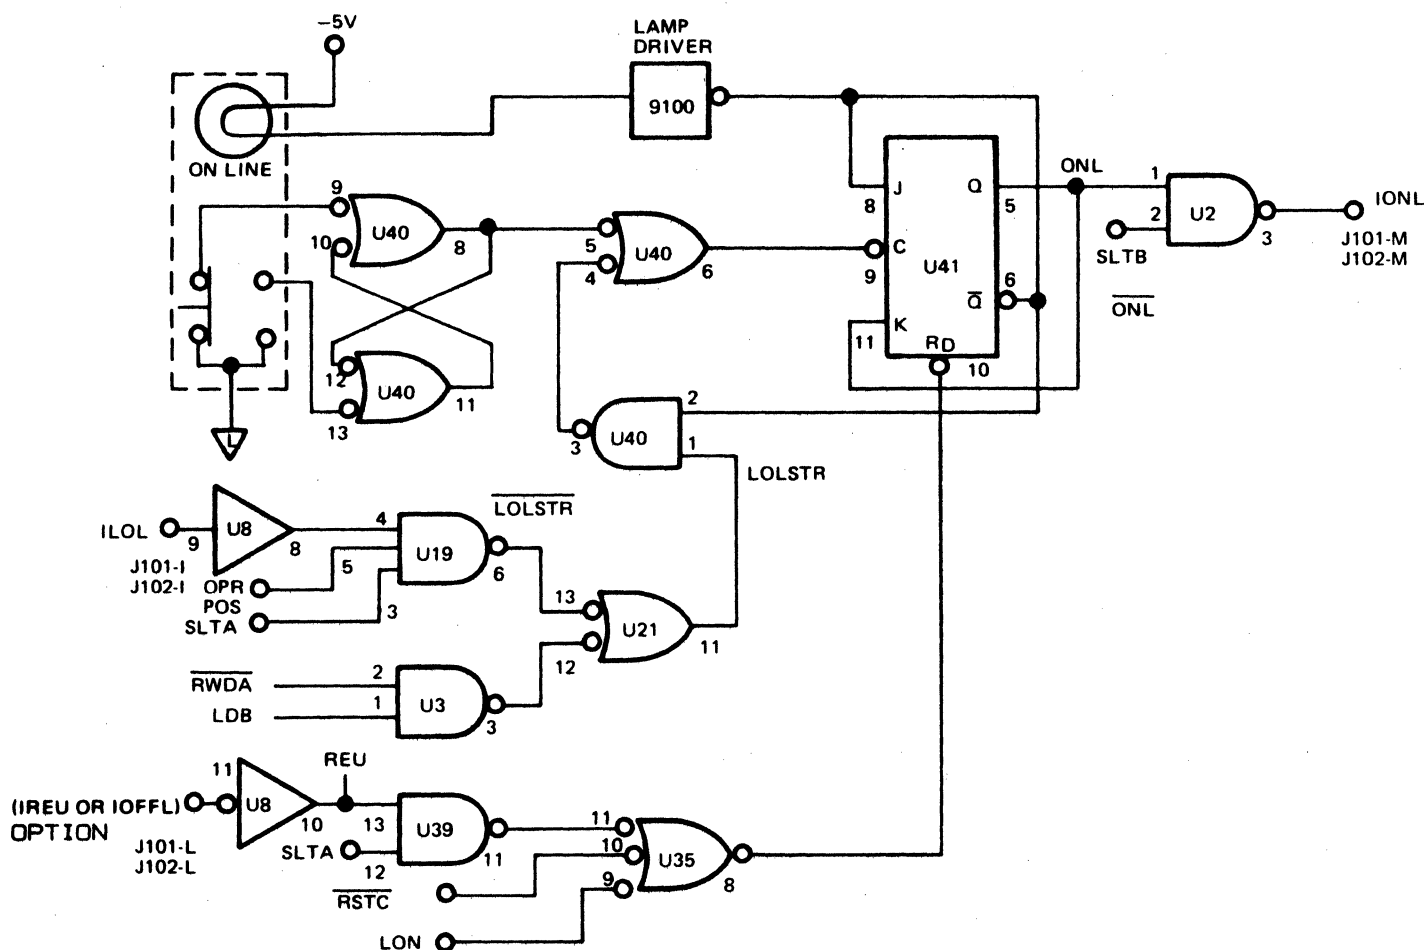 -5V
LAMP
DRIVER
9100
ON LINE
9
10
U40
8
12
13
U40
11
5
4
U40
6
J
8
C
9
U41
K
11
Q
5
6
Q̅
RD
10
ONL
1
2
U2
3
SLTB
IONL
J101-M
J102-M
O̅N̅L̅
2
1
U40
3
LOLSTR
ILOL
9
U8
8
J101-I
J102-I
OPR
POS
SLTA
4
5
3
U19
6
L̅O̅L̅S̅T̅R̅
13
12
U21
11
R̅W̅D̅A̅
LDB
2
1
U3
3
L
REU
11
U8
10
(IREU OR IOFFL)
OPTION
J101-L
J102-L
SLTA
13
12
U39
11
R̅S̅T̅C̅
LON
11
10
9
U35
8